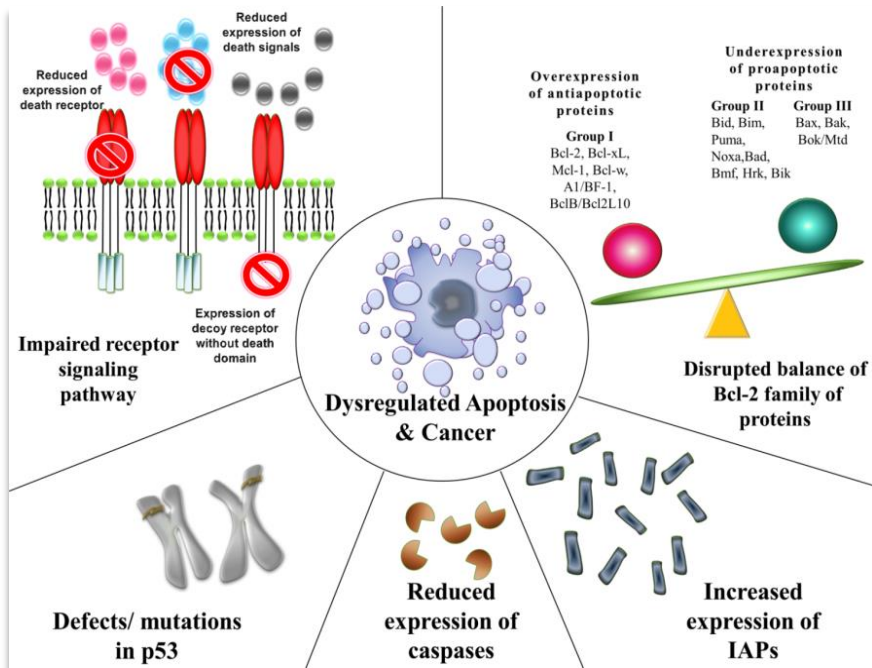 Reduced
expression of
death signals
Reduced
expression of
death receptor
Expression of
decoy receptor
without death
domain
Impaired receptor
signaling
pathway
Overexpression
of antiapoptotic
proteins
Group I
Bcl-2, Bcl-xL,
Mcl-1, Bcl-w,
A1/BF-1,
BclB/Bcl2L10
Underexpression
of proapoptotic
proteins
Group II
Bid, Bim,
Puma,
Noxa,Bad,
Bmf, Hrk, Bik
Group III
Bax, Bak,
Bok/Mtd
Disrupted balance of
Bcl-2 family of
proteins
Dysregulated Apoptosis
& Cancer
Defects/ mutations
in p53
Reduced
expression of
caspases
Increased
expression of
IAPs